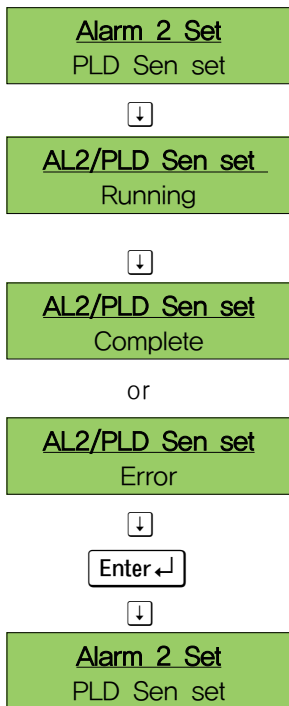 Alarm 2 Set
PLD Sen set
↓
AL2/PLD Sen set
Running
↓
AL2/PLD Sen set
Complete
or
AL2/PLD Sen set
Error
↓
Enter↵
↓
Alarm 2 Set
PLD Sen set